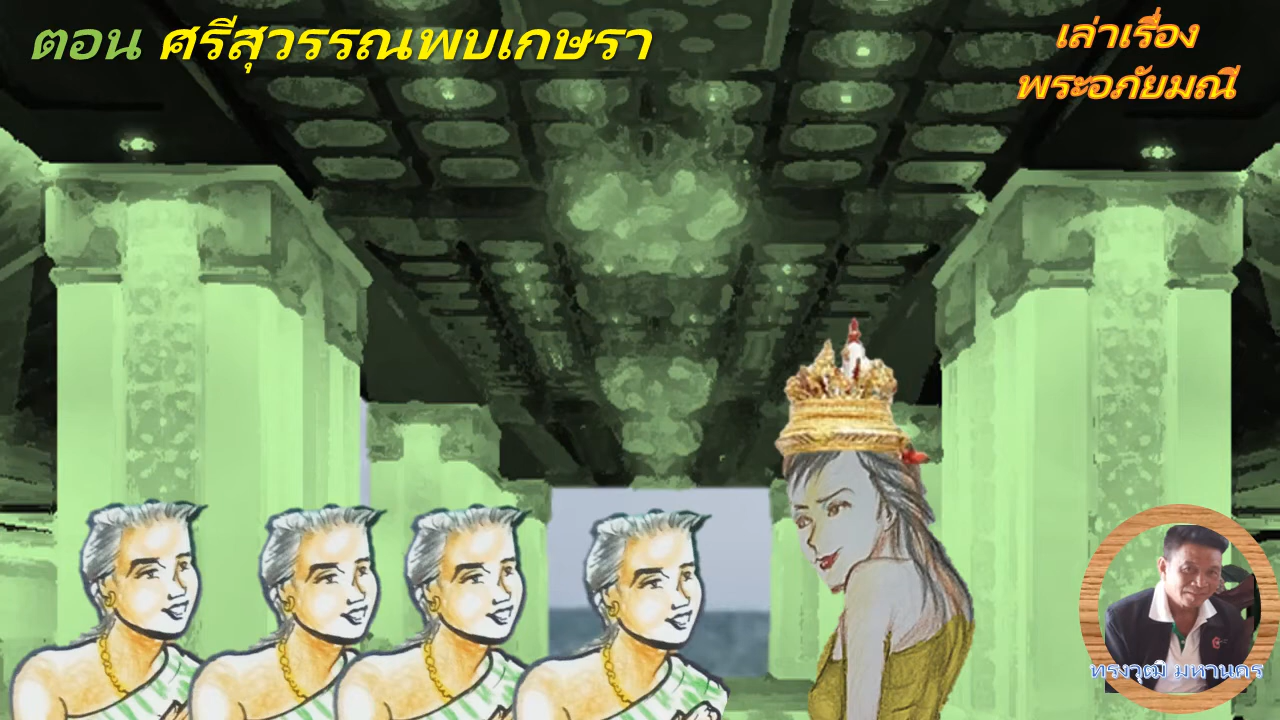 ตอน ศรีสุวรรณพบเกษรา
เล่าเรื่อง
พระอภัยมณี
ทรงวุฒิ มหานคร